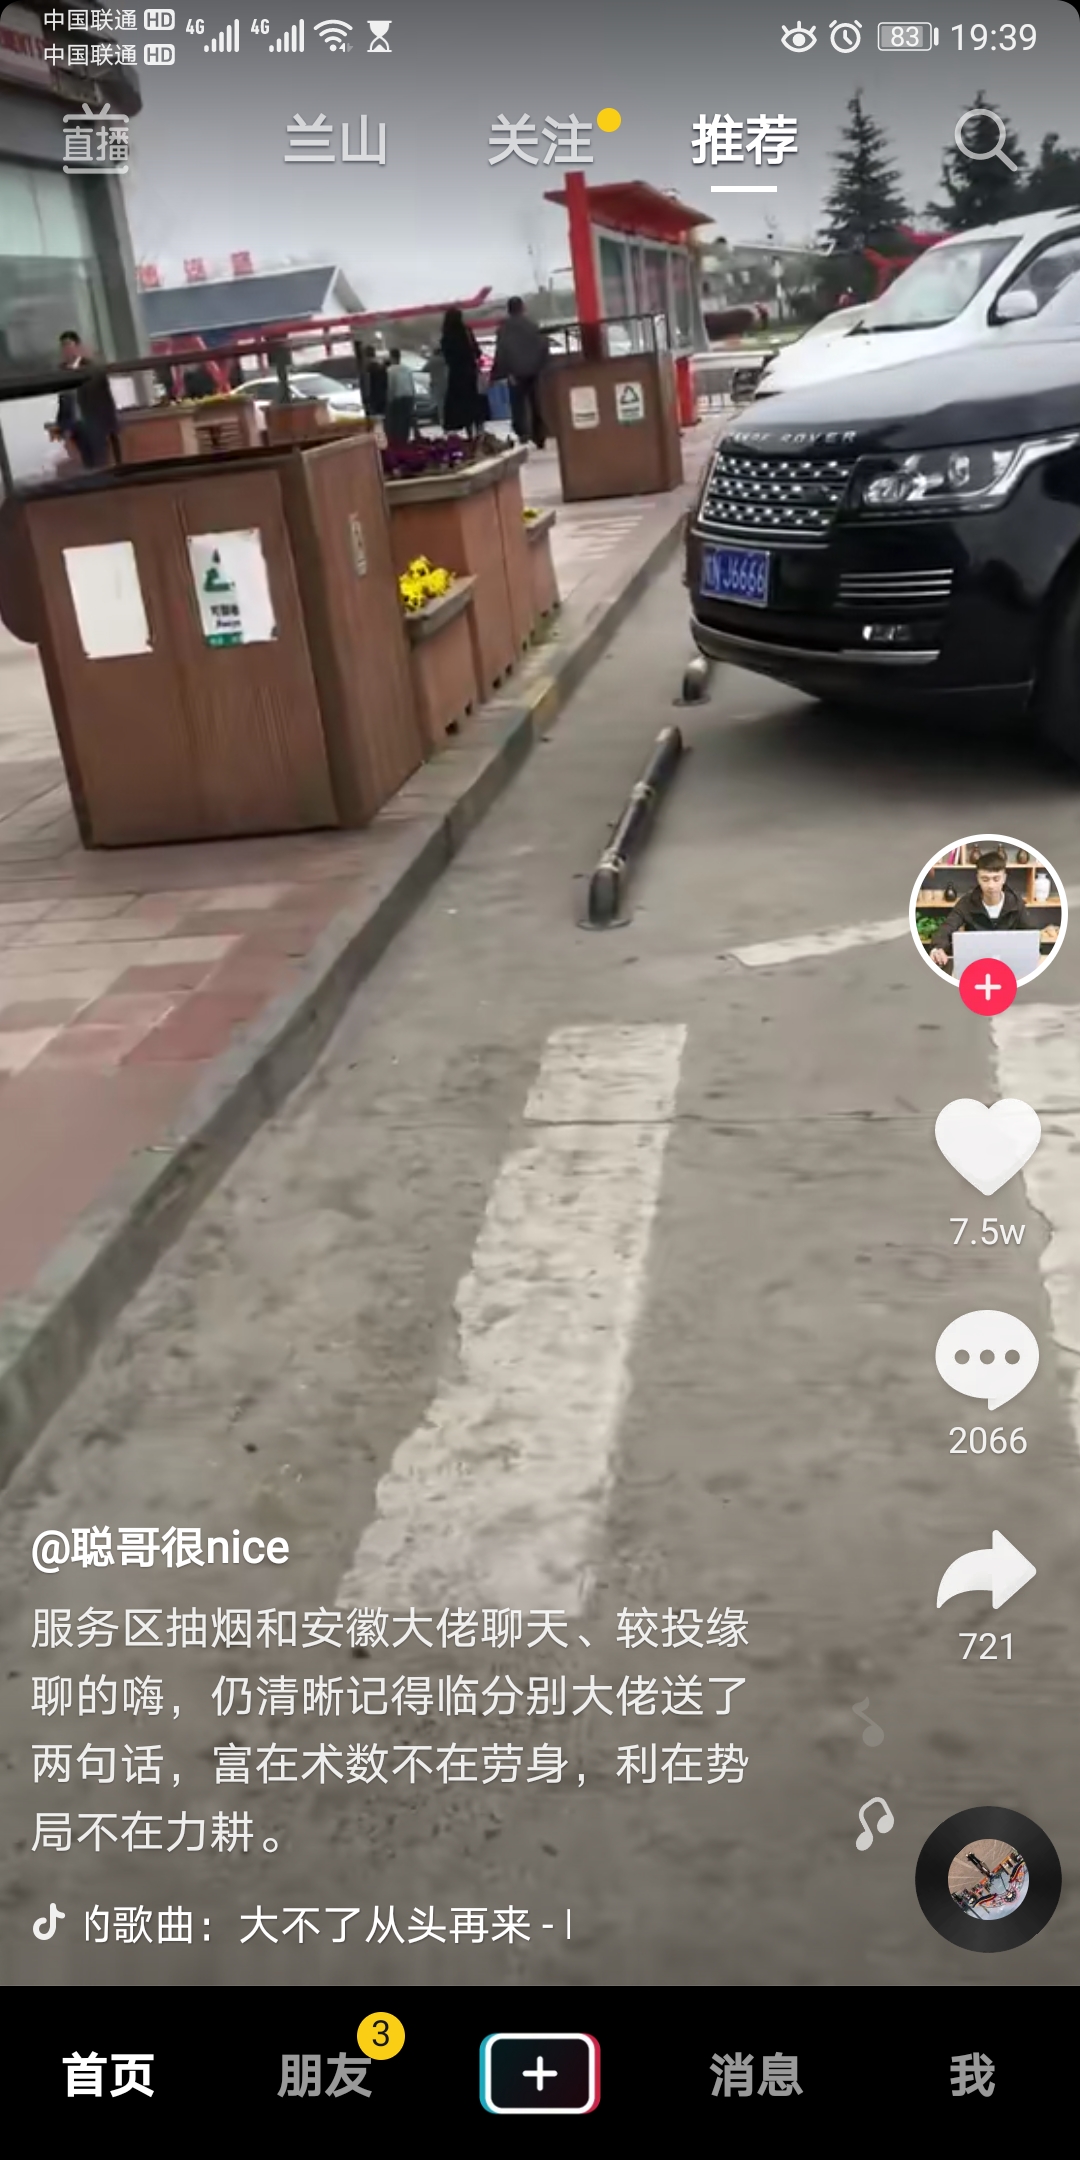 中国联通 HD 4G 4G 83 19:39
中国联通 HD
直播 兰山 关注 推荐
RANGE ROVER
J6666
7.5w
2066
@聪哥很nice
服务区抽烟和安徽大佬聊天、较投缘
聊的嗨，仍清晰记得临分别大佬送了
两句话，富在术数不在劳身，利在势
局不在力耕。
721
的歌曲：大不了从头再来 - |
首页 朋友 3 消息 我